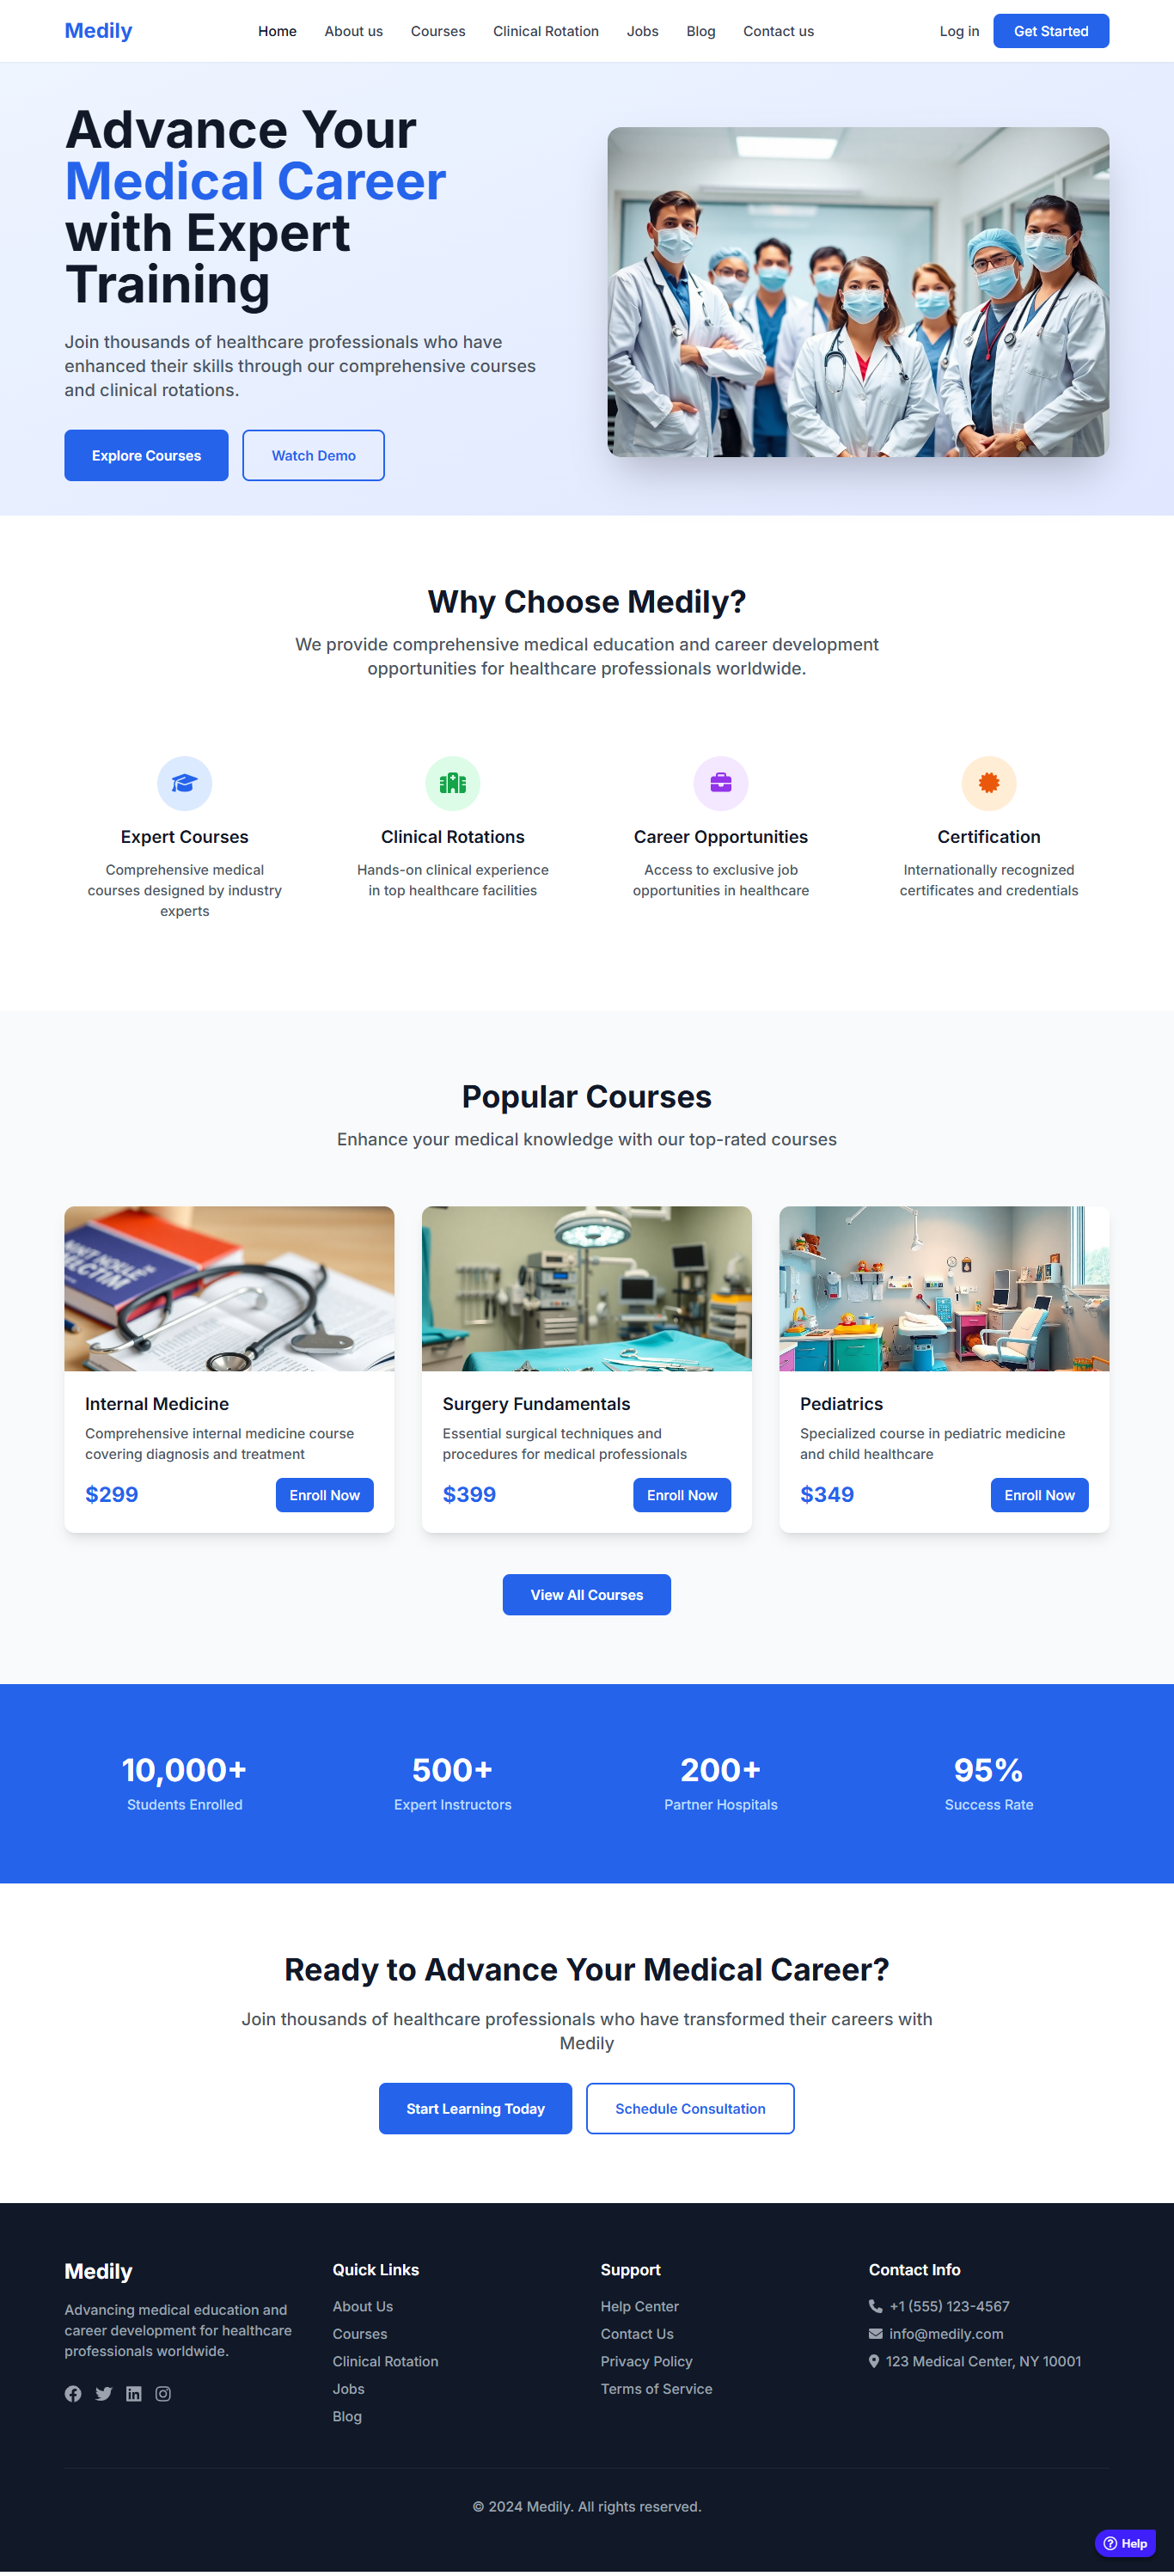 Medily
Home
About us
Courses
Clinical Rotation
Jobs
Blog
Contact us
Log in
Get Started
Advance Your
Medical Career
with Expert
Training
Join thousands of healthcare professionals who have
enhanced their skills through our comprehensive courses
and clinical rotations.
Explore Courses
Watch Demo
Why Choose Medily?
We provide comprehensive medical education and career development
opportunities for healthcare professionals worldwide.
Expert Courses
Comprehensive medical
courses designed by industry
experts
Clinical Rotations
Hands-on clinical experience
in top healthcare facilities
Career Opportunities
Access to exclusive job
opportunities in healthcare
Certification
Internationally recognized
certificates and credentials
Popular Courses
Enhance your medical knowledge with our top-rated courses
Internal Medicine
Comprehensive internal medicine course
covering diagnosis and treatment
$299
Enroll Now
Surgery Fundamentals
Essential surgical techniques and
procedures for medical professionals
$399
Enroll Now
Pediatrics
Specialized course in pediatric medicine
and child healthcare
$349
Enroll Now
View All Courses
10,000+
Students Enrolled
500+
Expert Instructors
200+
Partner Hospitals
95%
Success Rate
Ready to Advance Your Medical Career?
Join thousands of healthcare professionals who have transformed their careers with
Medily
Start Learning Today
Schedule Consultation
Medily
Advancing medical education and
career development for healthcare
professionals worldwide.
Quick Links
About Us
Courses
Clinical Rotation
Jobs
Blog
Support
Help Center
Contact Us
Privacy Policy
Terms of Service
Contact Info
+1 (555) 123-4567
info@medily.com
123 Medical Center, NY 10001
© 2024 Medily. All rights reserved.
Help